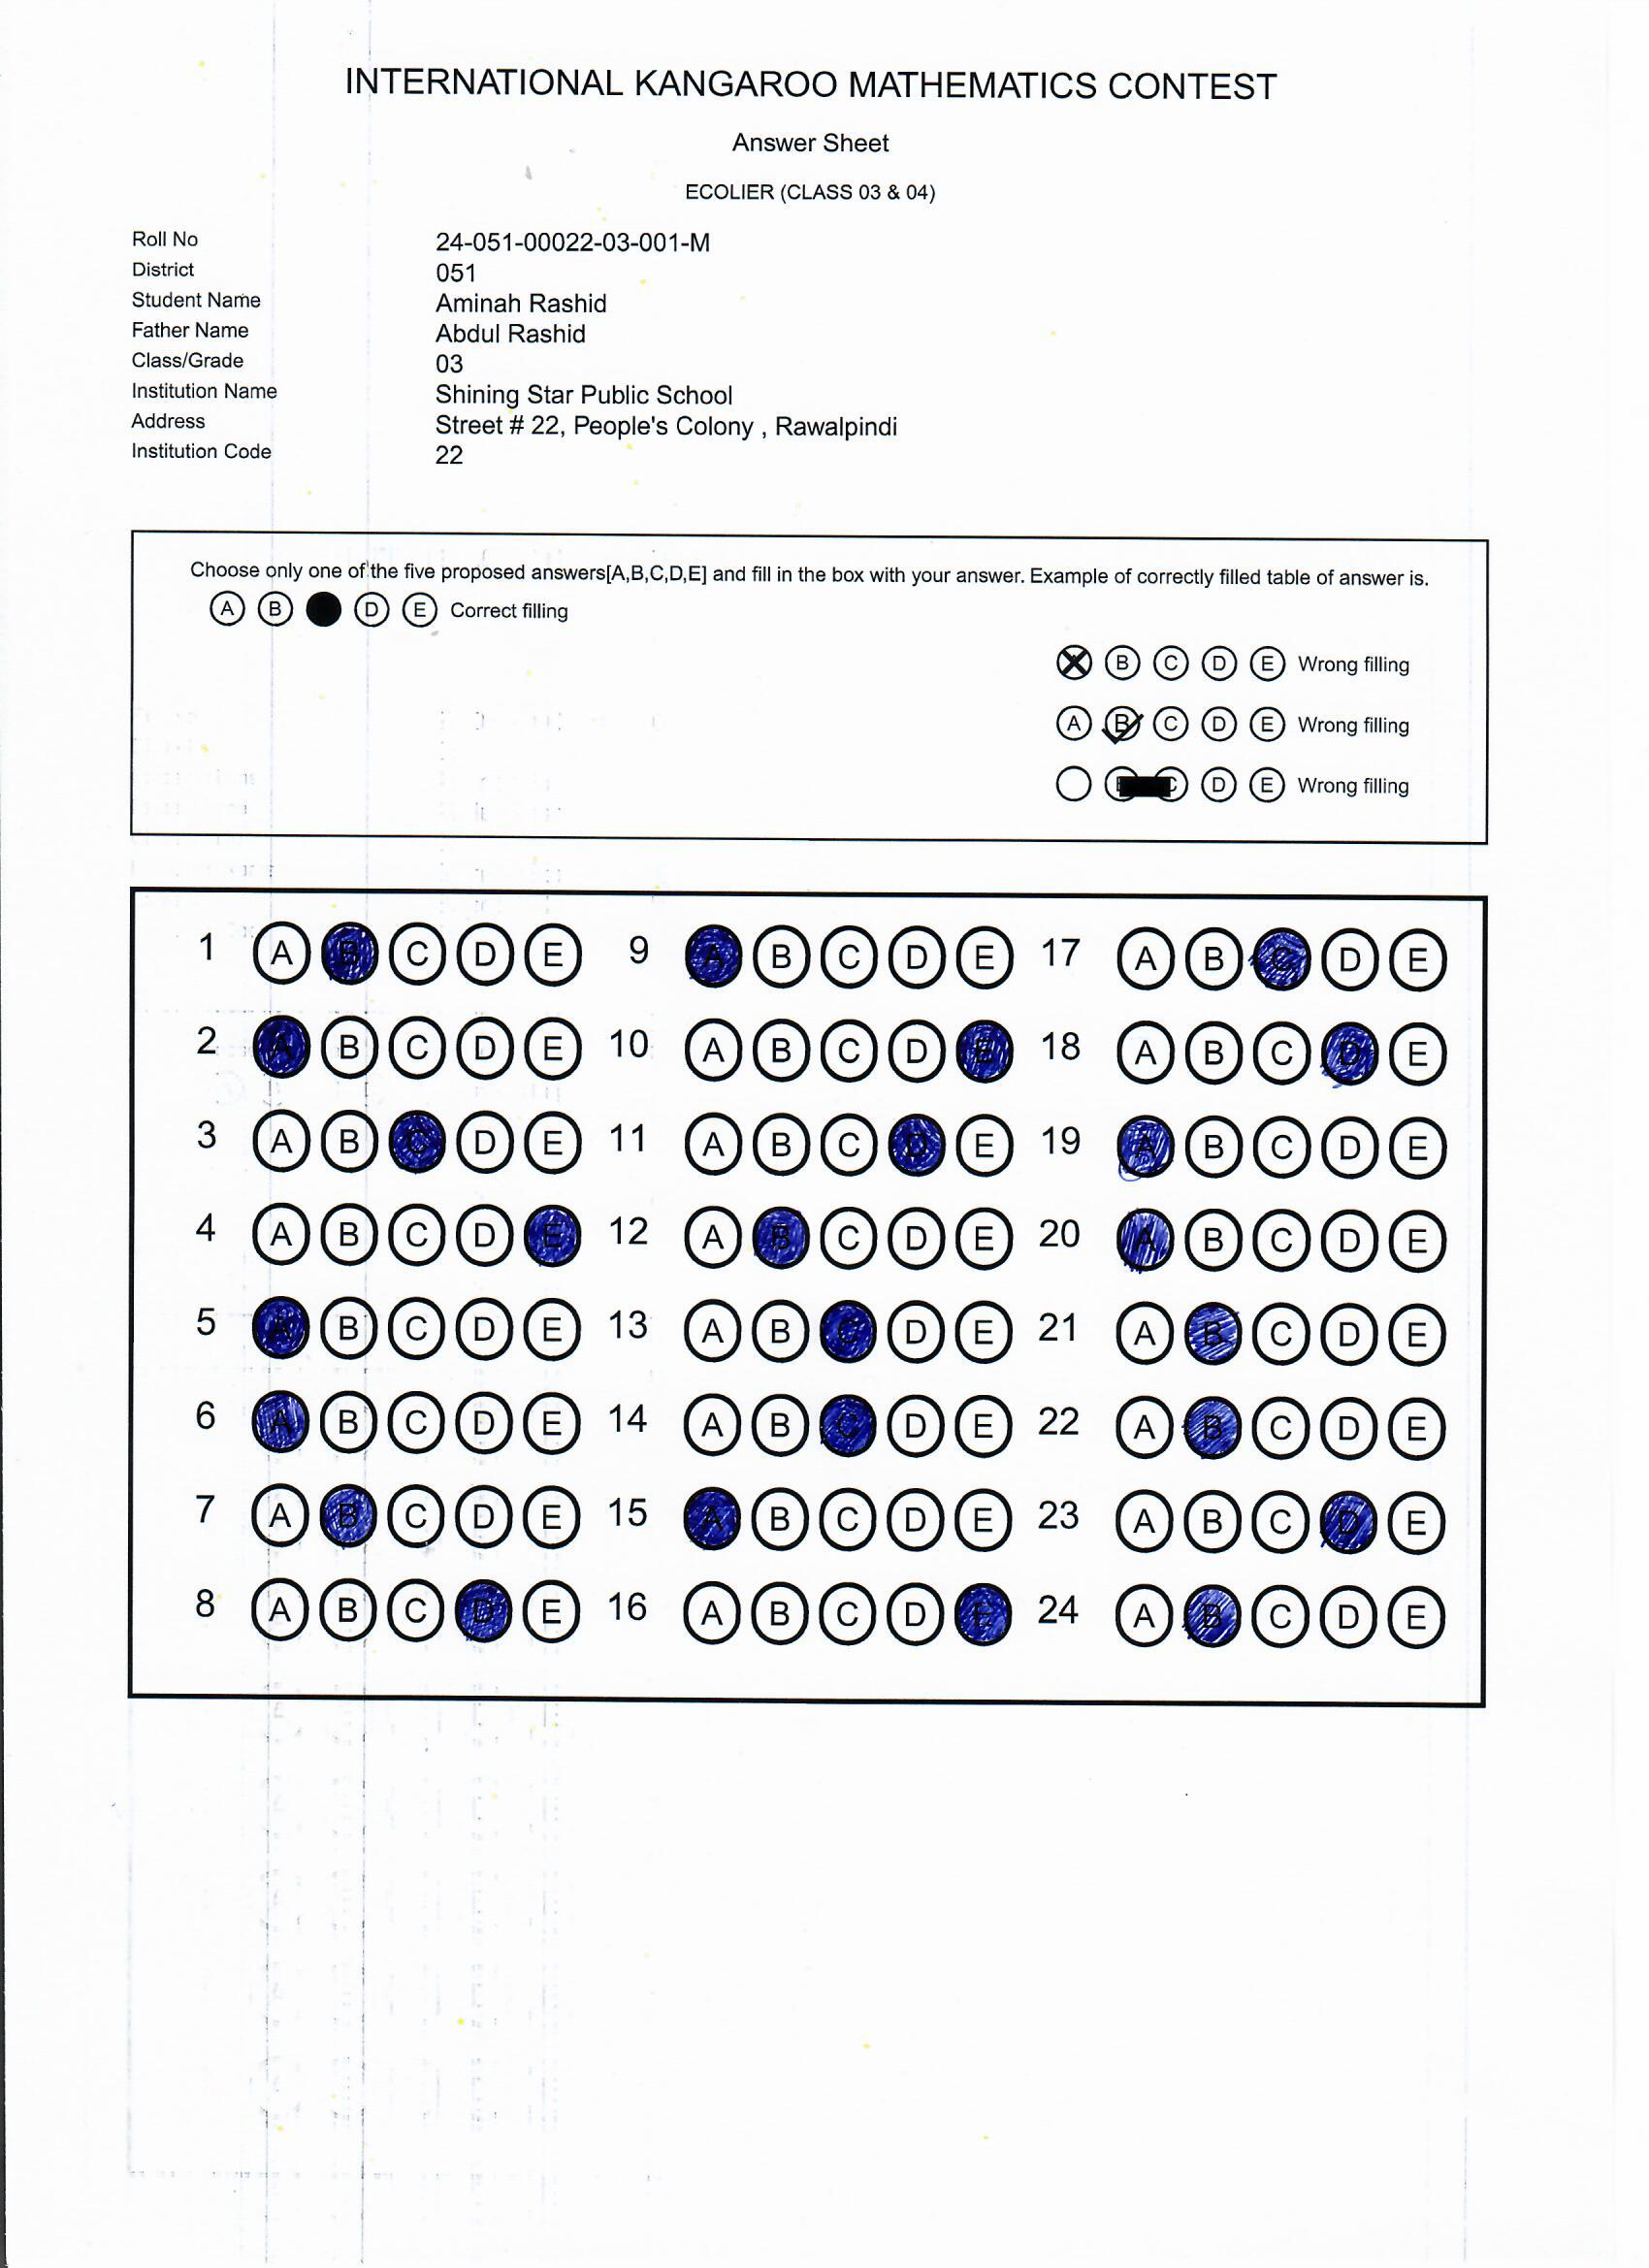 INTERNATIONAL KANGAROO MATHEMATICS CONTEST
Answer Sheet
ECOLIER (CLASS 03 & 04)
Roll No 24-051-00022-03-001-M
District 051
Student Name Aminah Rashid
Father Name Abdul Rashid
Class/Grade 03
Institution Name Shining Star Public School
Address Street # 22, People's Colony , Rawalpindi
Institution Code 22
Choose only one of the five proposed answers[A,B,C,D,E] and fill in the box with your answer. Example of correctly filled table of answer is.
A B D E Correct filling
A B C D E Wrong filling
A B C D E Wrong filling
B C D E Wrong filling
1 A B C D E 9 A B C D E 17 A B C D E
2 A B C D E 10 A B C D E 18 A B C D E
3 A B C D E 11 A B C D E 19 A B C D E
4 A B C D E 12 A B C D E 20 A B C D E
5 A B C D E 13 A B C D E 21 A B C D E
6 A B C D E 14 A B C D E 22 A B C D E
7 A B C D E 15 A B C D E 23 A B C D E
8 A B C D E 16 A B C D E 24 A B C D E